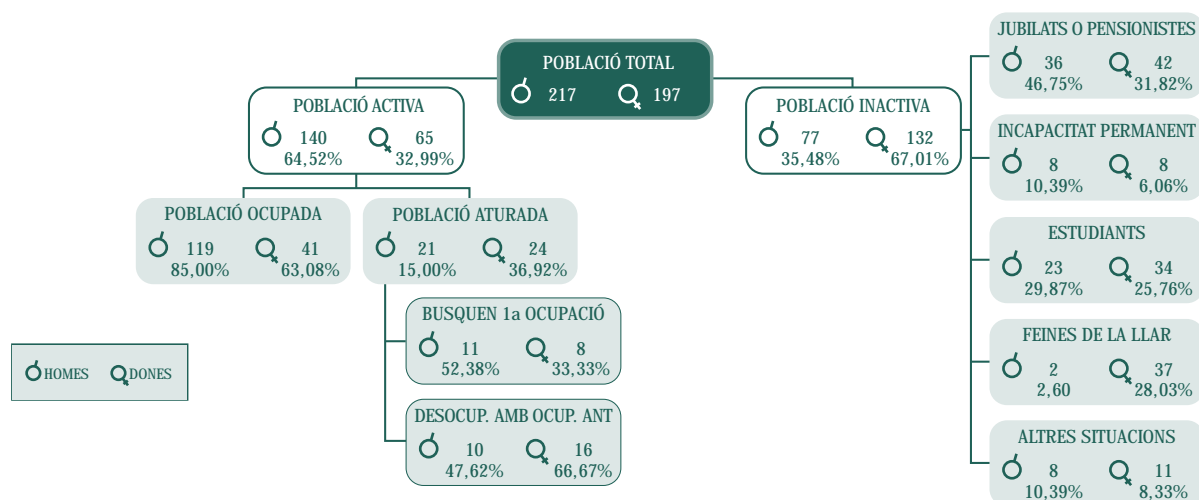 POBLACIÓ TOTAL
217 197
POBLACIÓ ACTIVA
140 65
64,52% 32,99%
POBLACIÓ OCUPADA
119 41
85,00% 63,08%
POBLACIÓ ATURADA
21 24
15,00% 36,92%
BUSQUEN 1a OCUPACIÓ
11 8
52,38% 33,33%
DESOCUP. AMB OCUP. ANT
10 16
47,62% 66,67%
POBLACIÓ INACTIVA
77 132
35,48% 67,01%
JUBILATS O PENSIONISTES
36 42
46,75% 31,82%
INCAPACITAT PERMANENT
8 8
10,39% 6,06%
ESTUDIANTS
23 34
29,87% 25,76%
FEINES DE LA LLAR
2 37
2,60 28,03%
ALTRES SITUACIONS
8 11
10,39% 8,33%
HOMES DONES